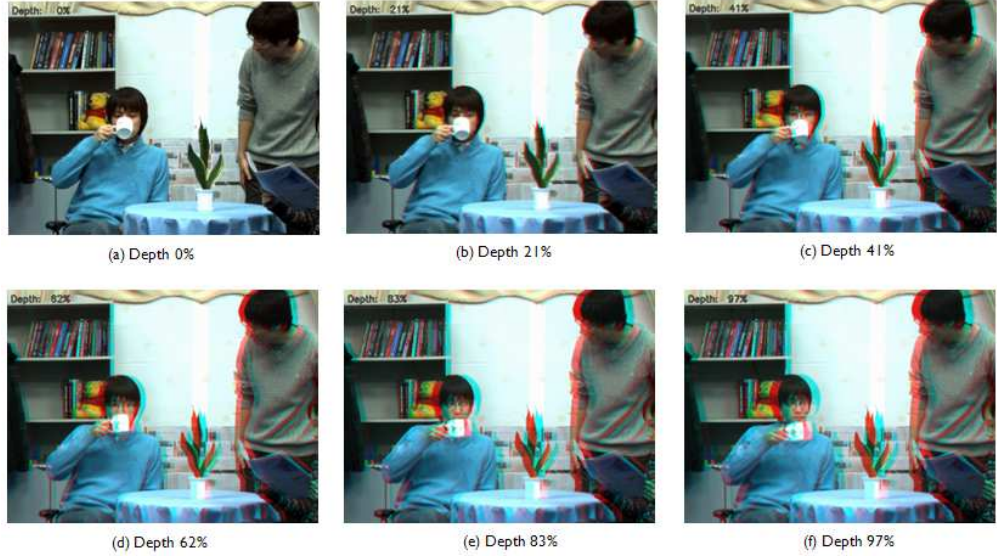 Depth: 0%
Depth: 21%
Depth: 41%
(a) Depth 0%
(b) Depth 21%
(c) Depth 41%
Depth: 62%
Depth: 83%
Depth: 97%
(d) Depth 62%
(e) Depth 83%
(f) Depth 97%